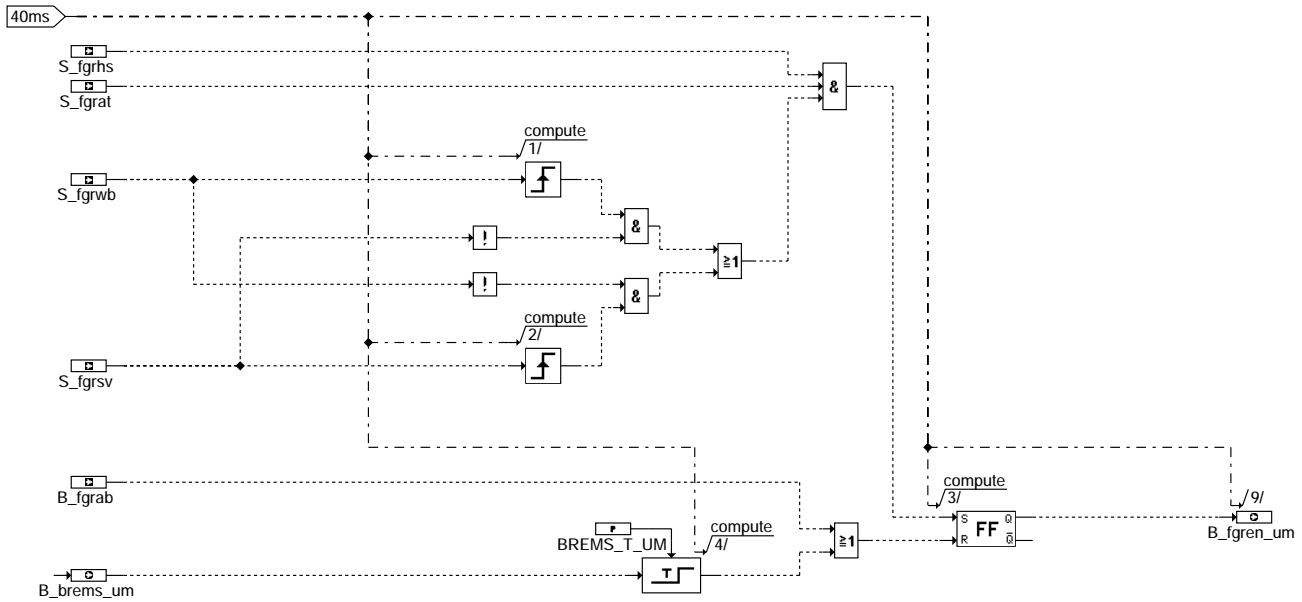 40ms
S_fgrhs
S_fgrat
&
compute
1/
S_fgrwb
&
!
≥1
!
&
compute
2/
S_fgrsv
B_fgrab
compute
3/
S Q
FF
R Q̅
9/
B_fgren_um
P
BREMS_T_UM
compute
4/
≥1
T
B_brems_um